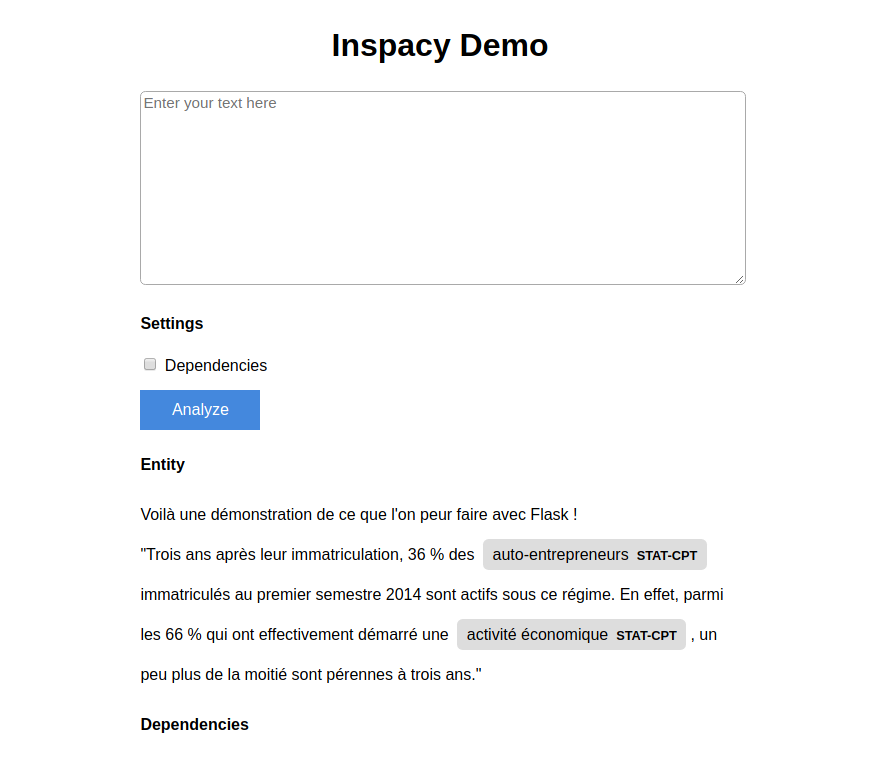 Inspacy Demo
Enter your text here
Settings
Dependencies
Analyze
Entity
Voilà une démonstration de ce que l'on peur faire avec Flask !
"Trois ans après leur immatriculation, 36 % des auto-entrepreneurs STAT-CPT
immatriculés au premier semestre 2014 sont actifs sous ce régime. En effet, parmi
les 66 % qui ont effectivement démarré une activité économique STAT-CPT , un
peu plus de la moitié sont pérennes à trois ans."
Dependencies